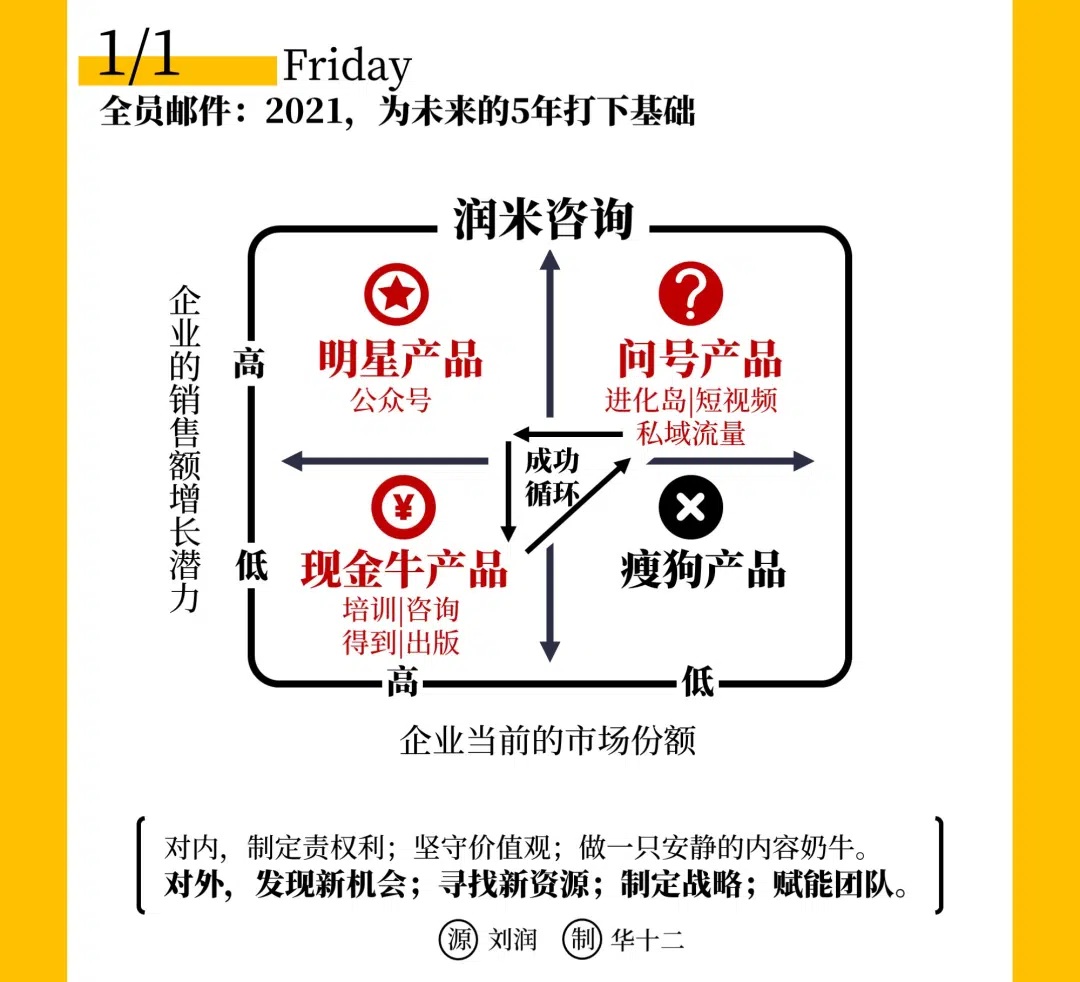 1/1 Friday
全员邮件：2021，为未来的5年打下基础
润米咨询
企业的销售额增长潜力
高
明星产品
公众号
问号产品
进化岛|短视频
私域流量
成功
循环
低
¥
现金牛产品
培训|咨询
得到|出版
瘦狗产品
高
低
企业当前的市场份额
对内，制定责权利；坚守价值观；做一只安静的内容奶牛。
对外，发现新机会；寻找新资源；制定战略；赋能团队。
源 刘润 制 华十二